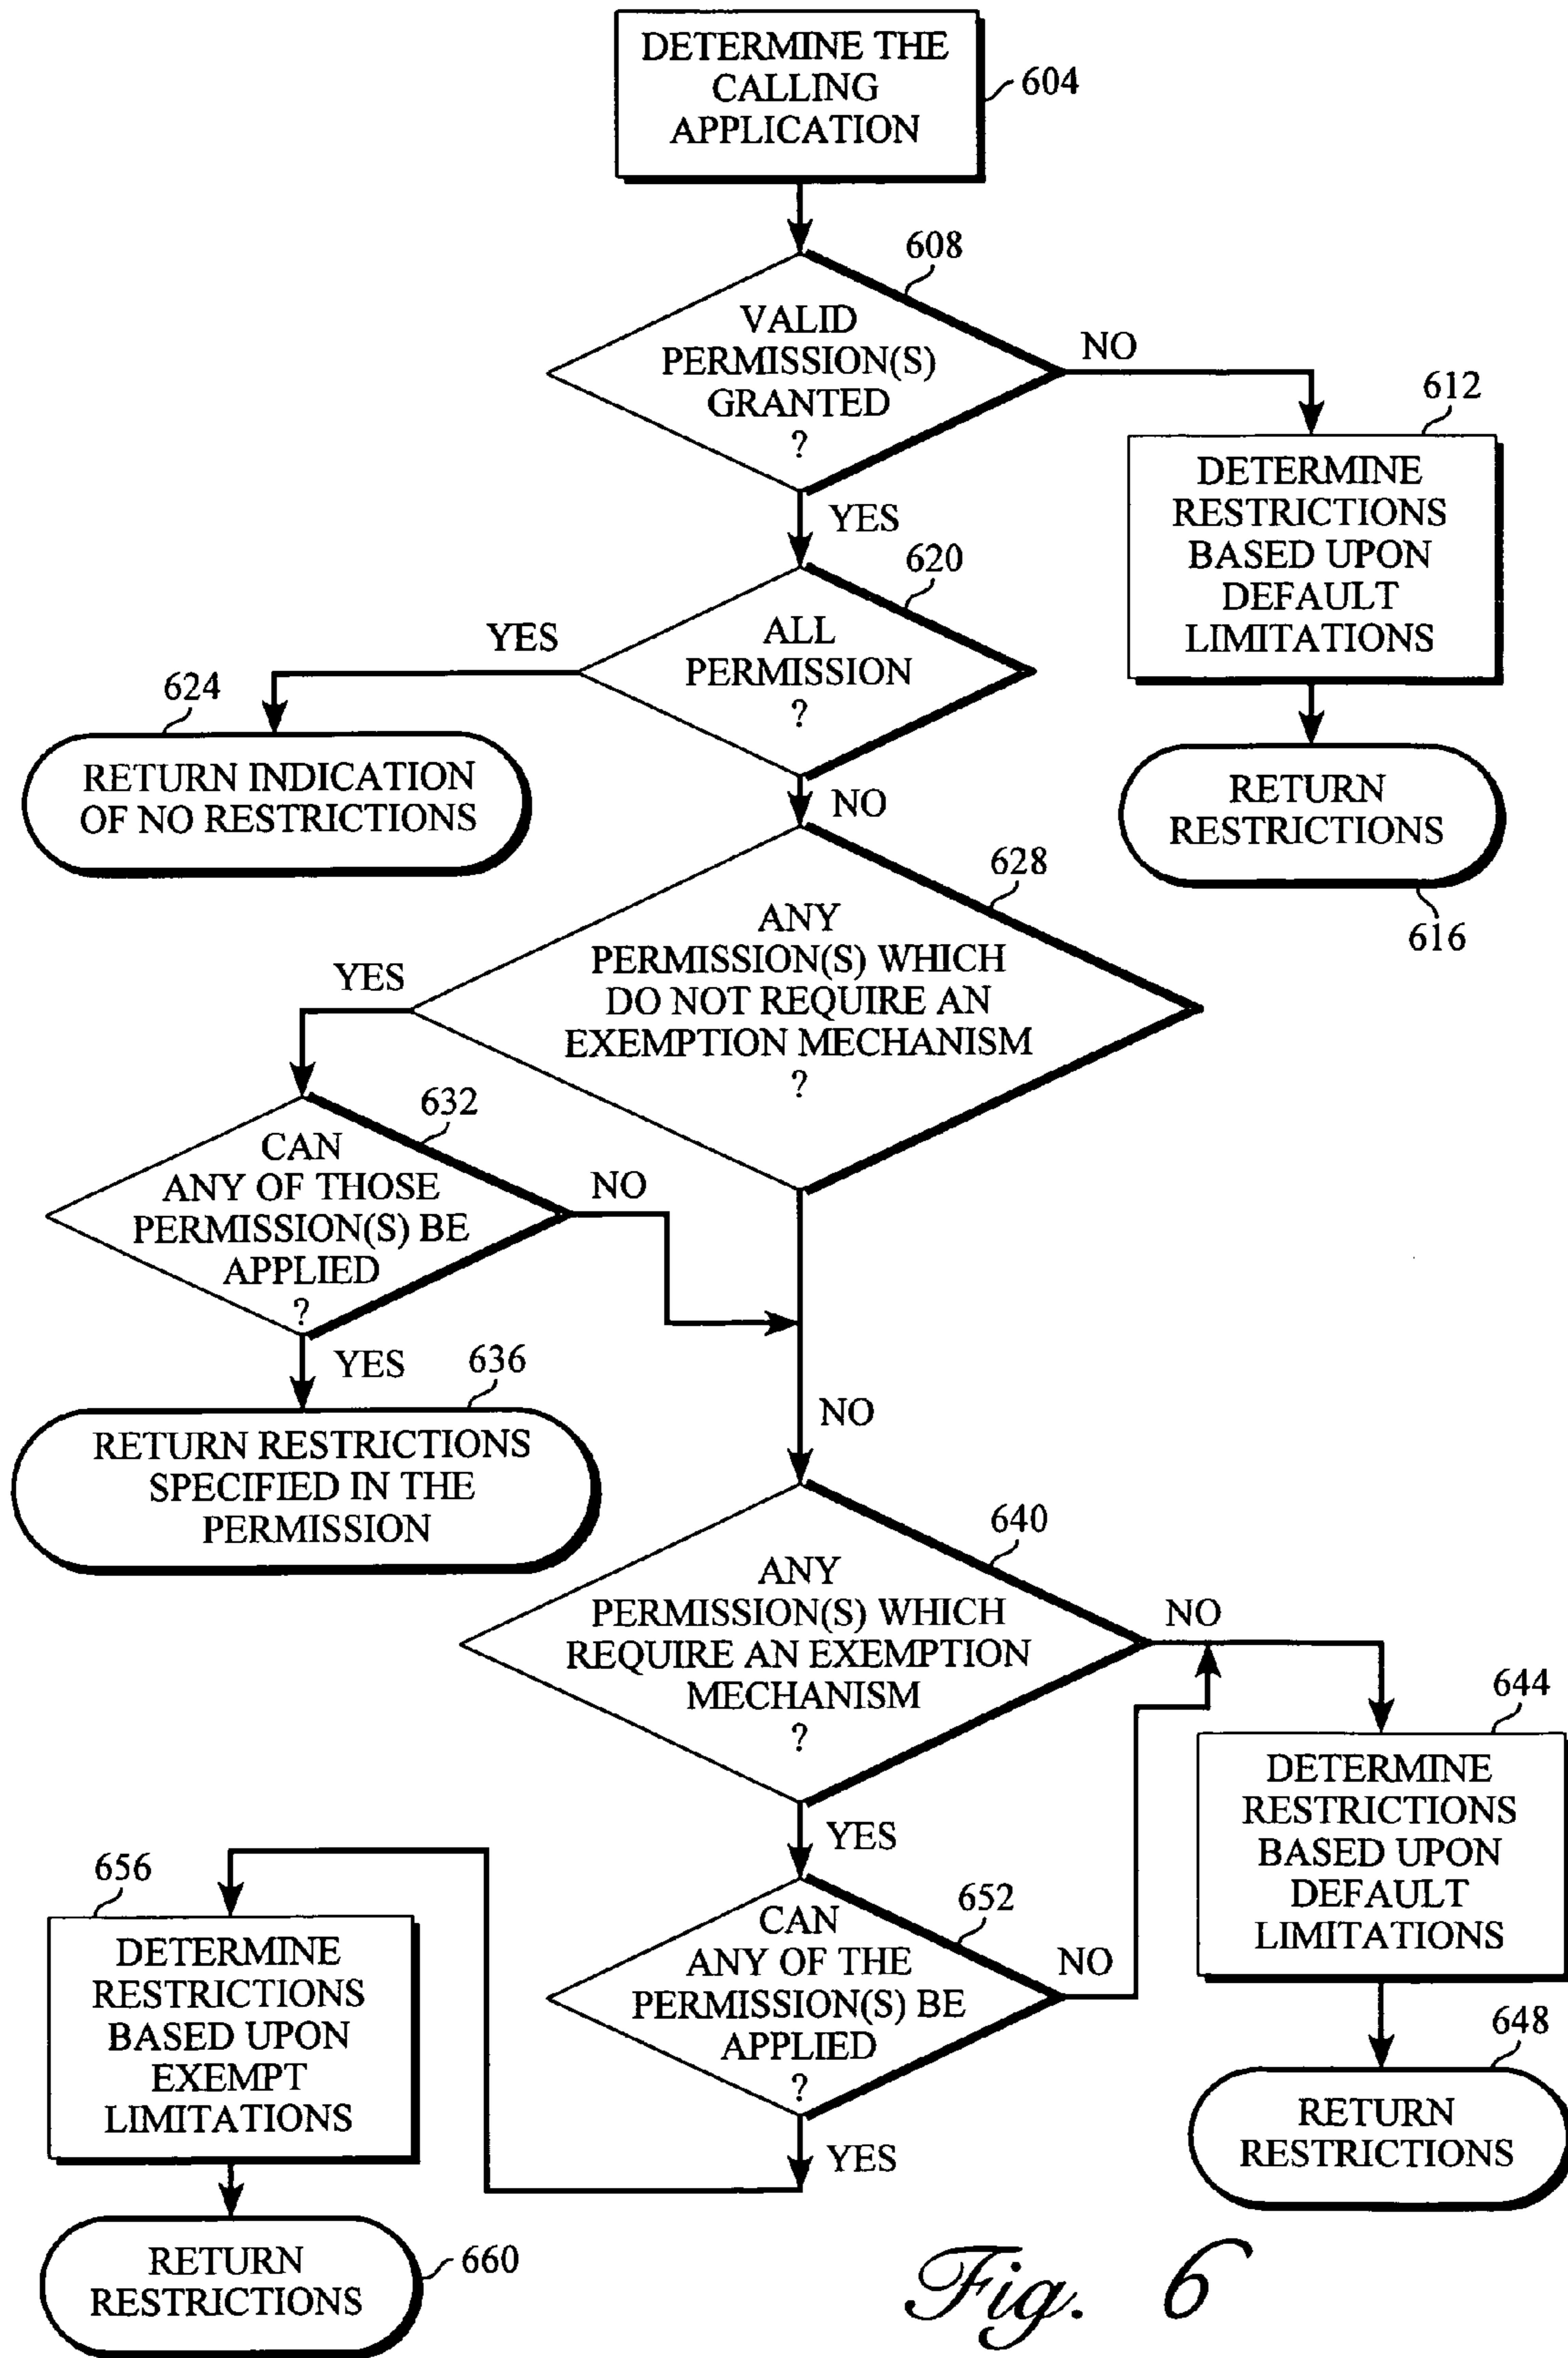 DETERMINE THE
CALLING
APPLICATION
604
608
VALID
PERMISSION(S)
GRANTED
?
NO
612
DETERMINE
RESTRICTIONS
BASED UPON
DEFAULT
LIMITATIONS
YES
620
ALL
PERMISSION
?
YES
624
RETURN INDICATION
OF NO RESTRICTIONS
NO
RETURN
RESTRICTIONS
616
628
ANY
PERMISSION(S) WHICH
DO NOT REQUIRE AN
EXEMPTION MECHANISM
?
YES
632
CAN
ANY OF THOSE
PERMISSION(S) BE
APPLIED
?
NO
YES
636
RETURN RESTRICTIONS
SPECIFIED IN THE
PERMISSION
NO
640
ANY
PERMISSION(S) WHICH
REQUIRE AN EXEMPTION
MECHANISM
?
NO
644
DETERMINE
RESTRICTIONS
BASED UPON
DEFAULT
LIMITATIONS
YES
652
CAN
ANY OF THE
PERMISSION(S) BE
APPLIED
?
NO
YES
656
DETERMINE
RESTRICTIONS
BASED UPON
EXEMPT
LIMITATIONS
648
RETURN
RESTRICTIONS
RETURN
RESTRICTIONS
660
Fig. 6